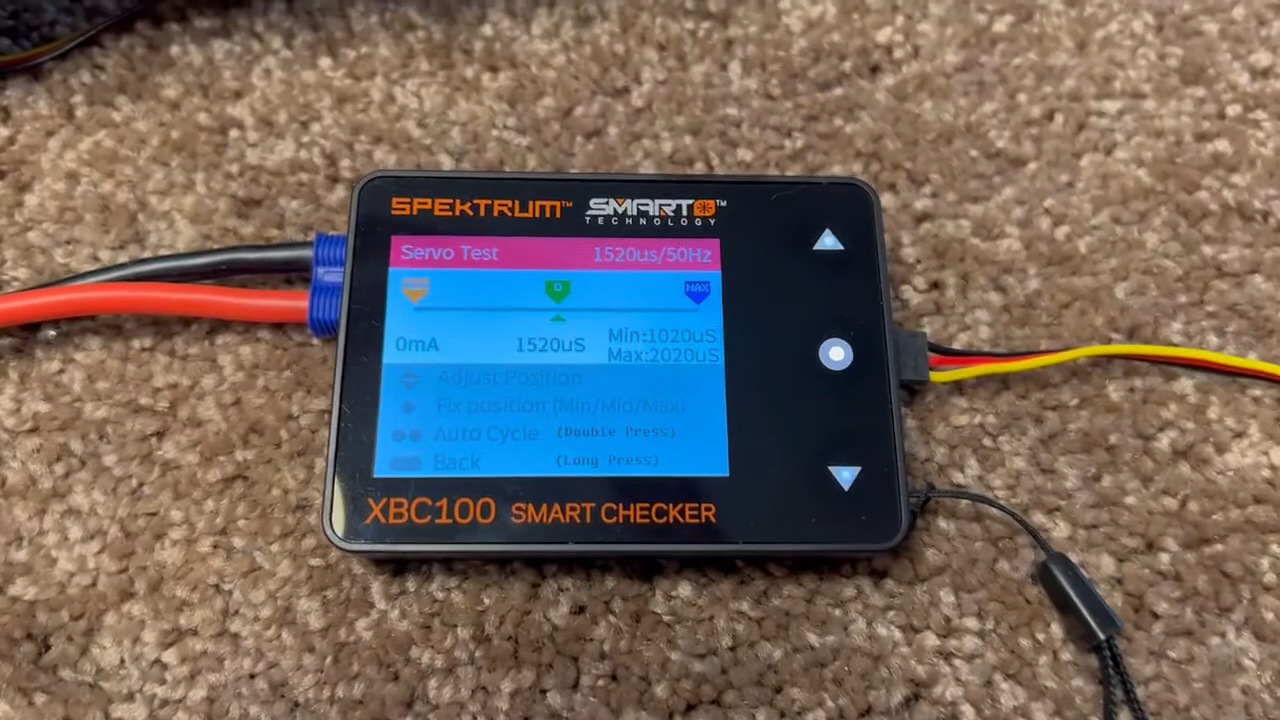 SPEKTRUM™ SMART™
TECHNOLOGY
Servo Test 1520us/50Hz
0 MAX
0mA 1520uS Min:1020uS
Max:2020uS
Adjust Position
Fix position (Min/Mid/Max)
Auto Cycle (Double Press)
Back (Long Press)
XBC100 SMART CHECKER